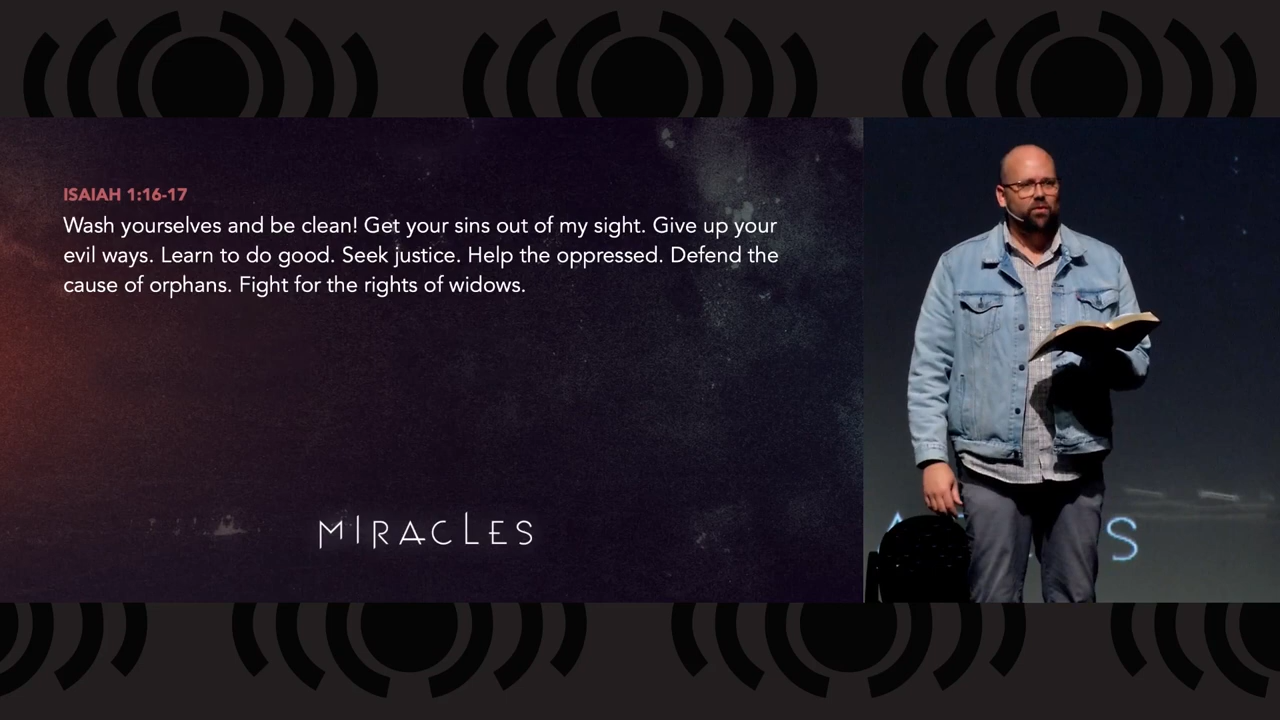 ISAIAH 1:16-17
Wash yourselves and be clean! Get your sins out of my sight. Give up your
evil ways. Learn to do good. Seek justice. Help the oppressed. Defend the
cause of orphans. Fight for the rights of widows.
MIRACLES
S